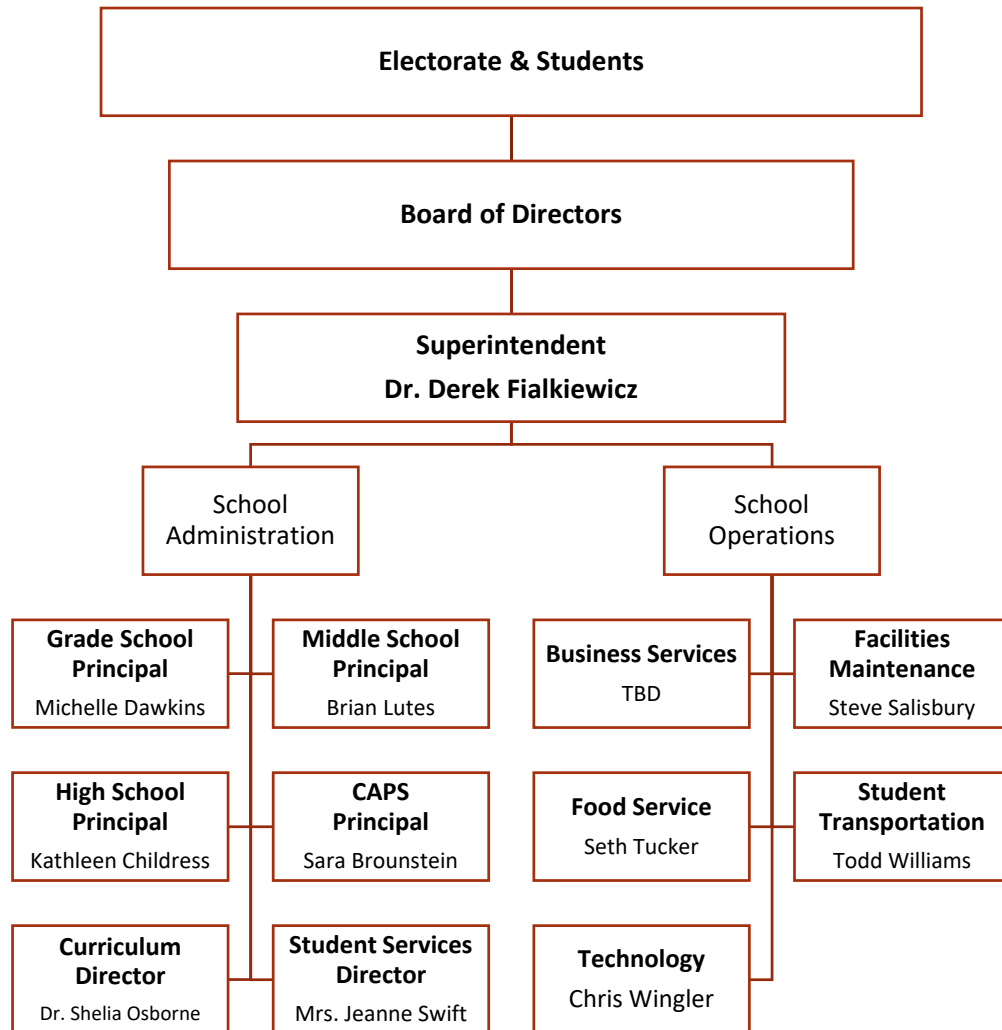 Electorate & Students
Board of Directors
Superintendent
Dr. Derek Fialkiewicz
School
Administration
School
Operations
Grade School
Principal
Michelle Dawkins
Middle School
Principal
Brian Lutes
Business Services
TBD
Facilities
Maintenance
Steve Salisbury
High School
Principal
Kathleen Childress
CAPS
Principal
Sara Brounstein
Food Service
Seth Tucker
Student
Transportation
Todd Williams
Curriculum
Director
Dr. Shelia Osborne
Student Services
Director
Mrs. Jeanne Swift
Technology
Chris Wingler